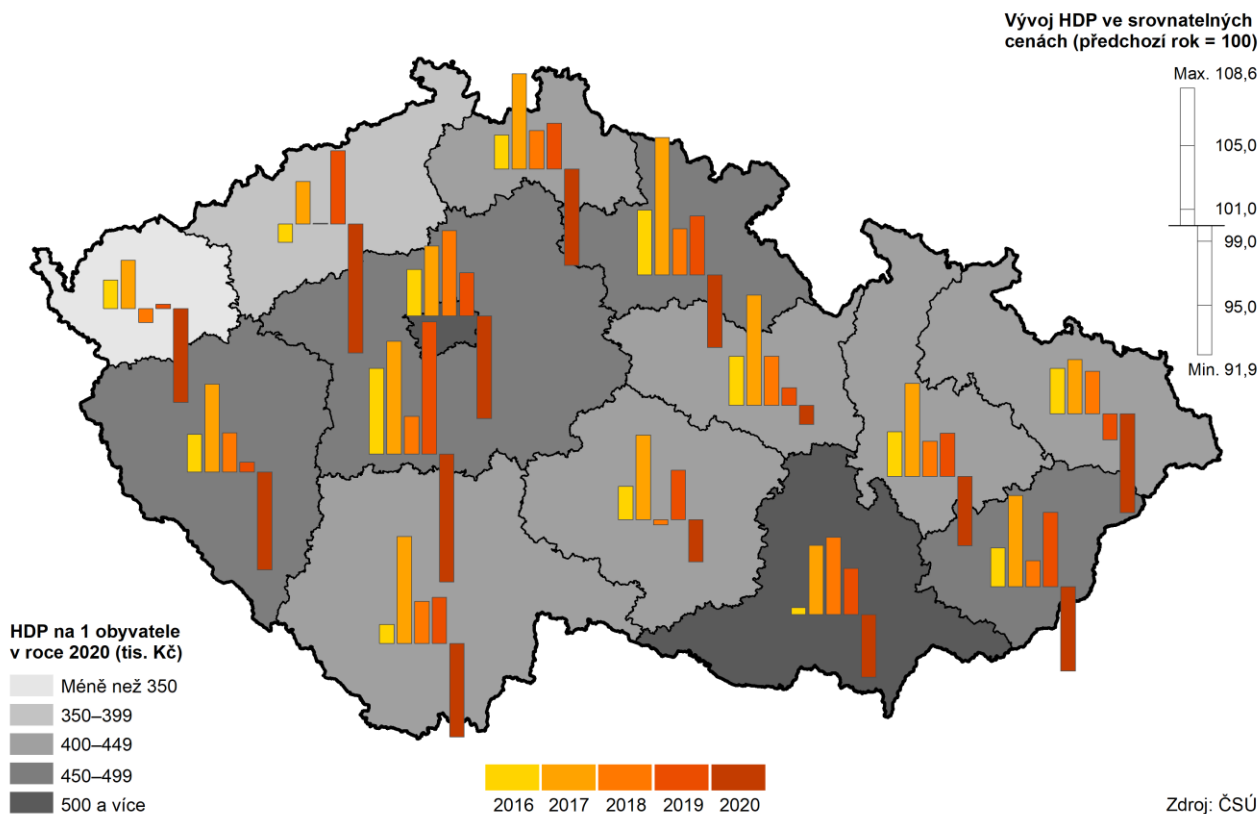 Vývoj HDP ve srovnatelných
cenách (předchozí rok = 100)
Max. 108,6
105,0
101,0
99,0
95,0
Min. 91,9
HDP na 1 obyvatele
v roce 2020 (tis. Kč)
Méně než 350
350–399
400–449
450–499
500 a více
2016 2017 2018 2019 2020
Zdroj: ČSÚ